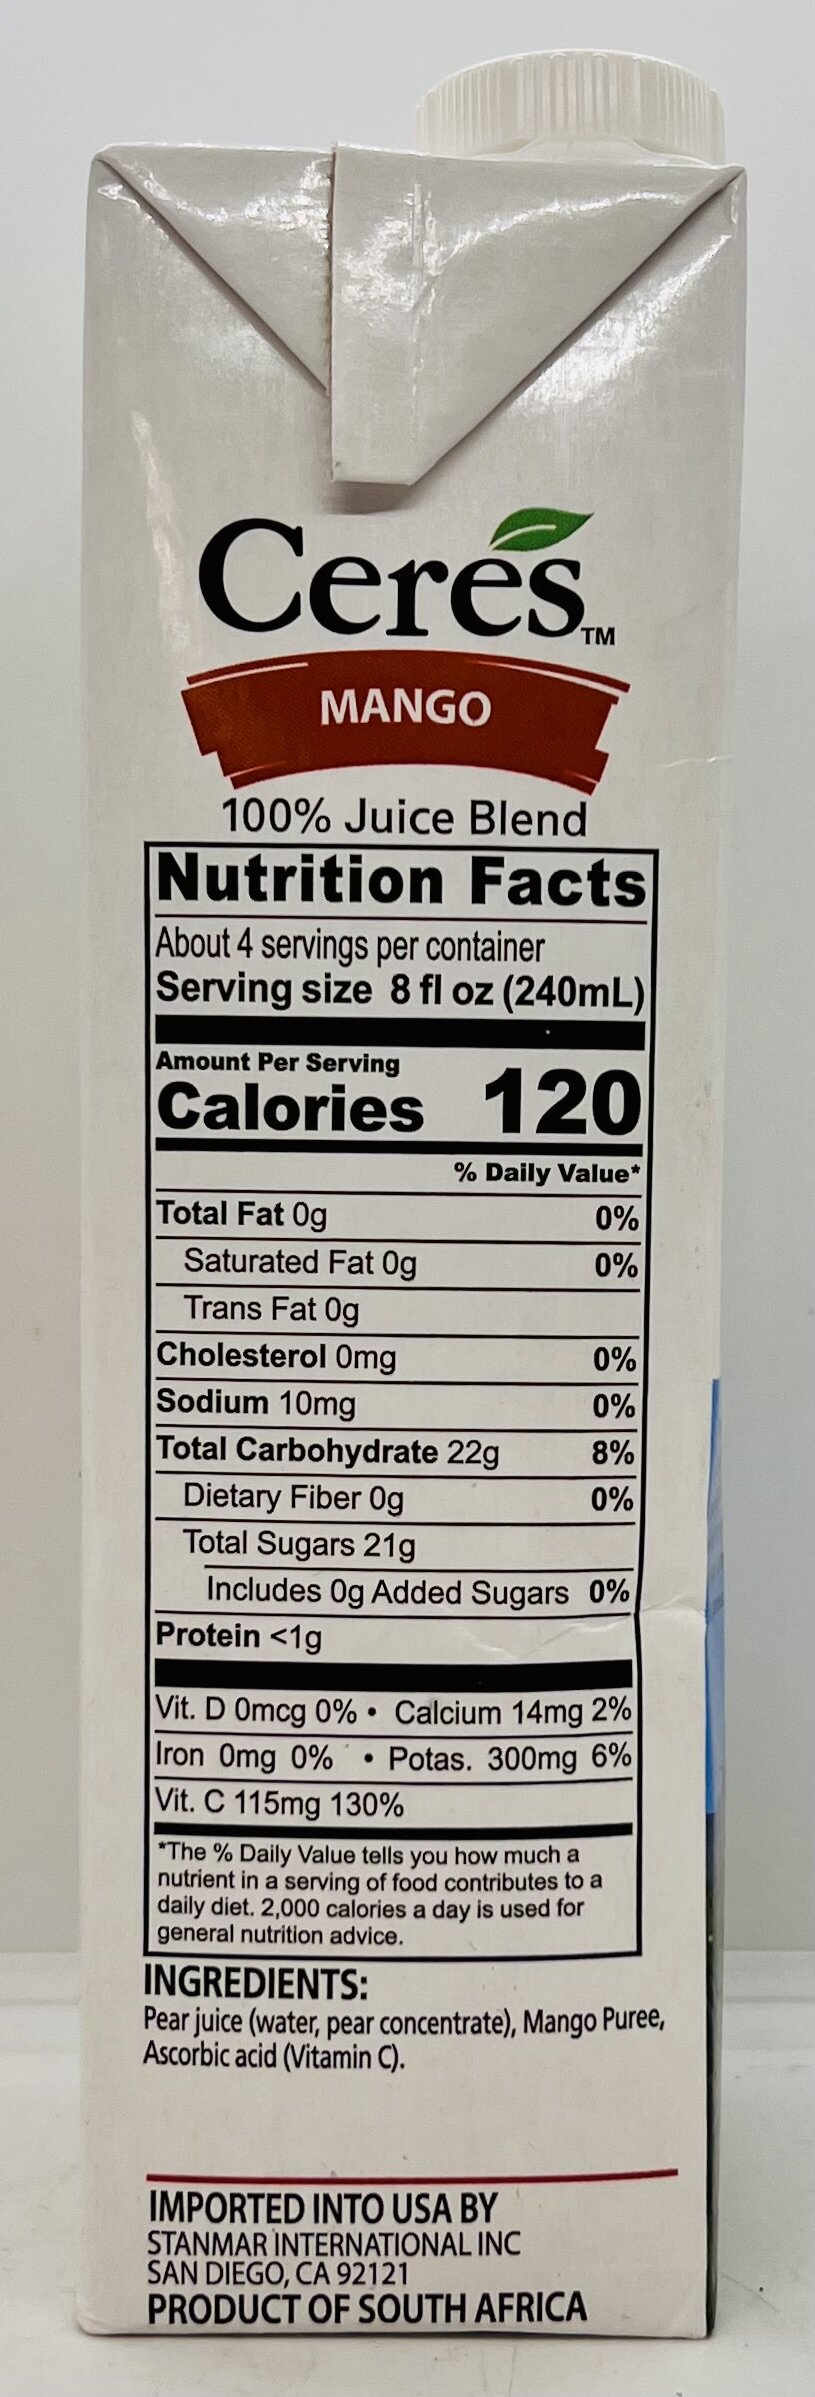 Ceres™
MANGO
100% Juice Blend
Nutrition Facts
About 4 servings per container
Serving size 8 fl oz (240mL)
Amount Per Serving
Calories 120
% Daily Value*
Total Fat 0g 0%
Saturated Fat 0g 0%
Trans Fat 0g
Cholesterol 0mg 0%
Sodium 10mg 0%
Total Carbohydrate 22g 8%
Dietary Fiber 0g 0%
Total Sugars 21g
Includes 0g Added Sugars 0%
Protein <1g
Vit. D 0mcg 0% • Calcium 14mg 2%
Iron 0mg 0% • Potas. 300mg 6%
Vit. C 115mg 130%
*The % Daily Value tells you how much a
nutrient in a serving of food contributes to a
daily diet. 2,000 calories a day is used for
general nutrition advice.
INGREDIENTS:
Pear juice (water, pear concentrate), Mango Puree,
Ascorbic acid (Vitamin C).
IMPORTED INTO USA BY
STANMAR INTERNATIONAL INC
SAN DIEGO, CA 92121
PRODUCT OF SOUTH AFRICA